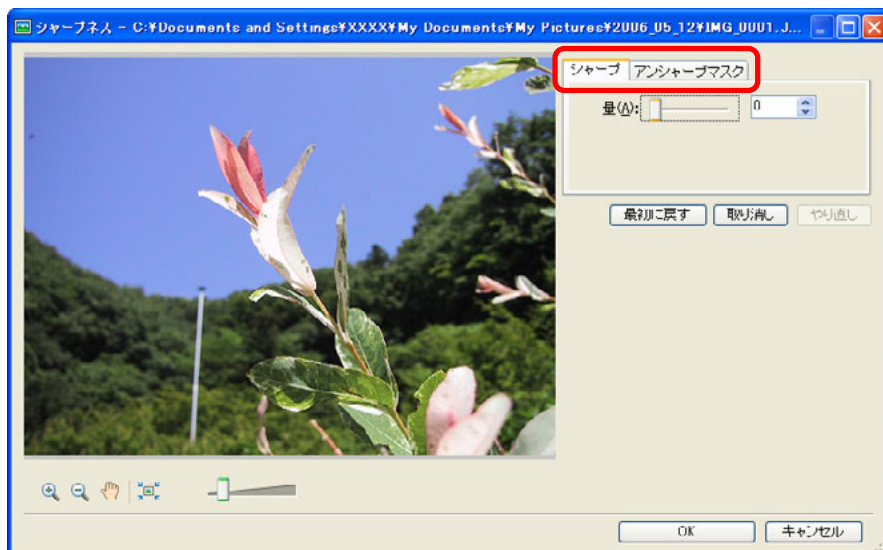 シャープネス - C:¥Documents and Settings¥XXXX¥My Documents¥My Pictures¥2006_05_12¥IMG_0001.J...
シャープ アンシャープマスク
量(A): 0
最初に戻す 取り消し やり直し
OK キャンセル